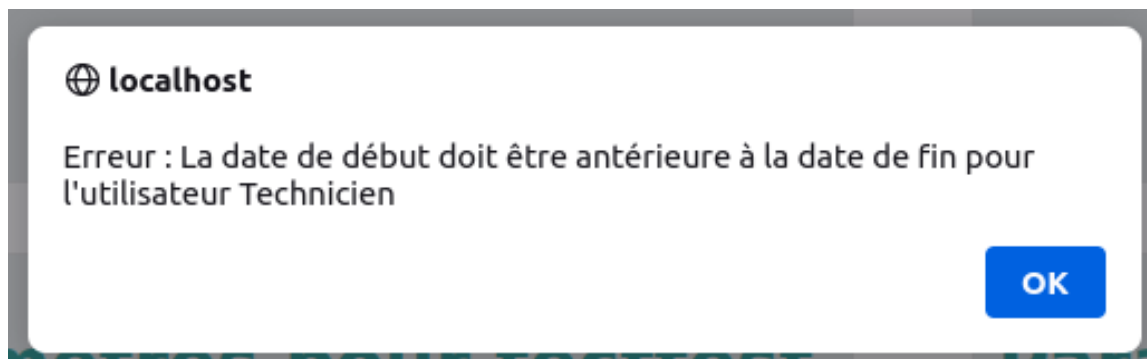 localhost
Erreur : La date de début doit être antérieure à la date de fin pour
l'utilisateur Technicien
OK